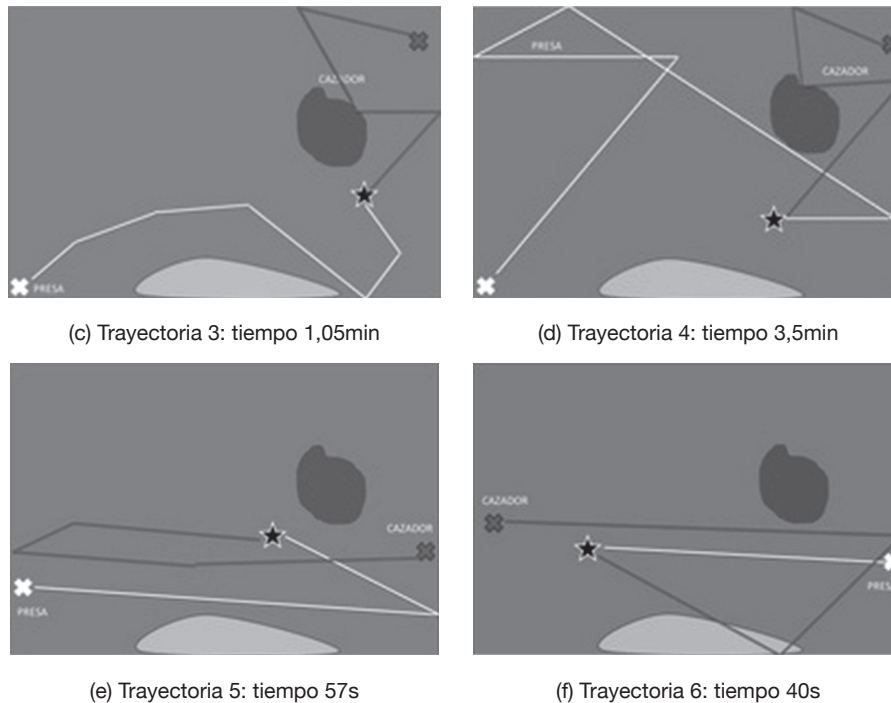 CAZADOR
PRESA
(c) Trayectoria 3: tiempo 1,05min
PRESA
CAZADOR
(d) Trayectoria 4: tiempo 3,5min
CAZADOR
PRESA
(e) Trayectoria 5: tiempo 57s
CAZADOR
PRES
(f) Trayectoria 6: tiempo 40s